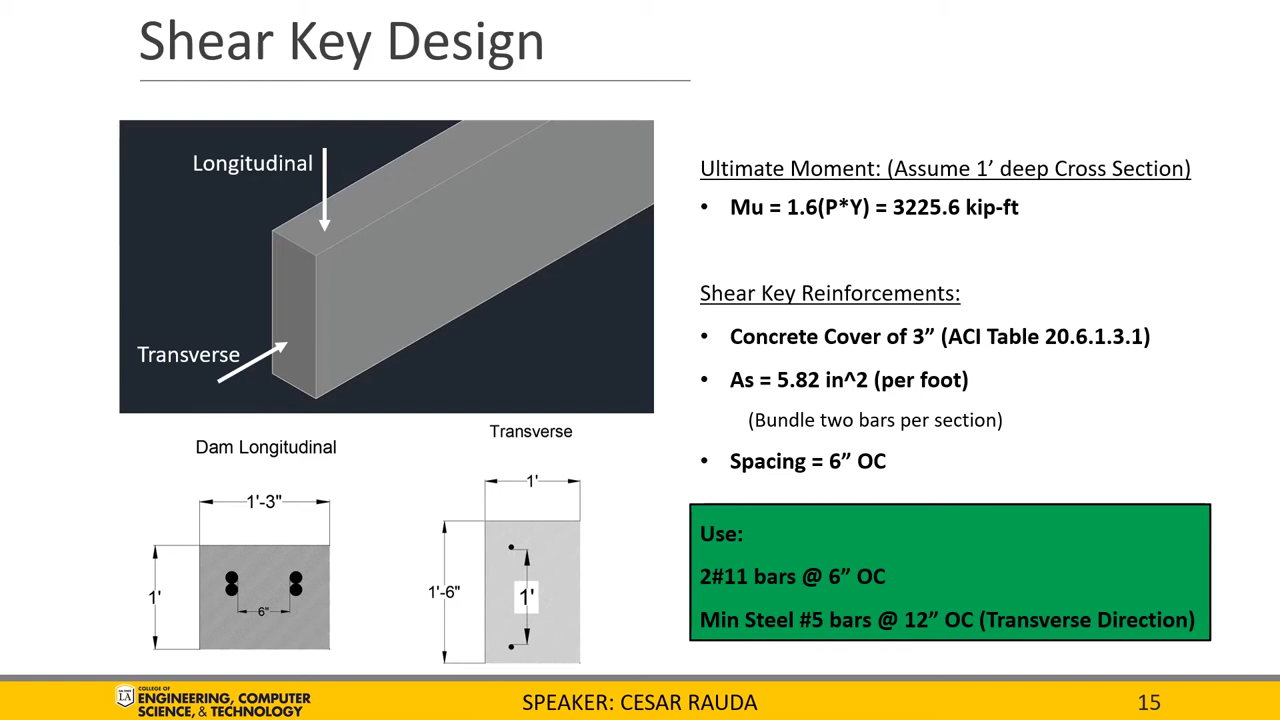 Shear Key Design
Longitudinal
Transverse
Ultimate Moment: (Assume 1’ deep Cross Section)
• Mu = 1.6(P*Y) = 3225.6 kip-ft
Shear Key Reinforcements:
• Concrete Cover of 3” (ACI Table 20.6.1.3.1)
• As = 5.82 in^2 (per foot)
(Bundle two bars per section)
• Spacing = 6” OC
Dam Longitudinal
1'-3"
1'
6"
Transverse
1'
1'-6"
1'
Use:
2#11 bars @ 6” OC
Min Steel #5 bars @ 12” OC (Transverse Direction)
LA
COLLEGE OF
ENGINEERING, COMPUTER
SCIENCE, & TECHNOLOGY
SPEAKER: CESAR RAUDA
15